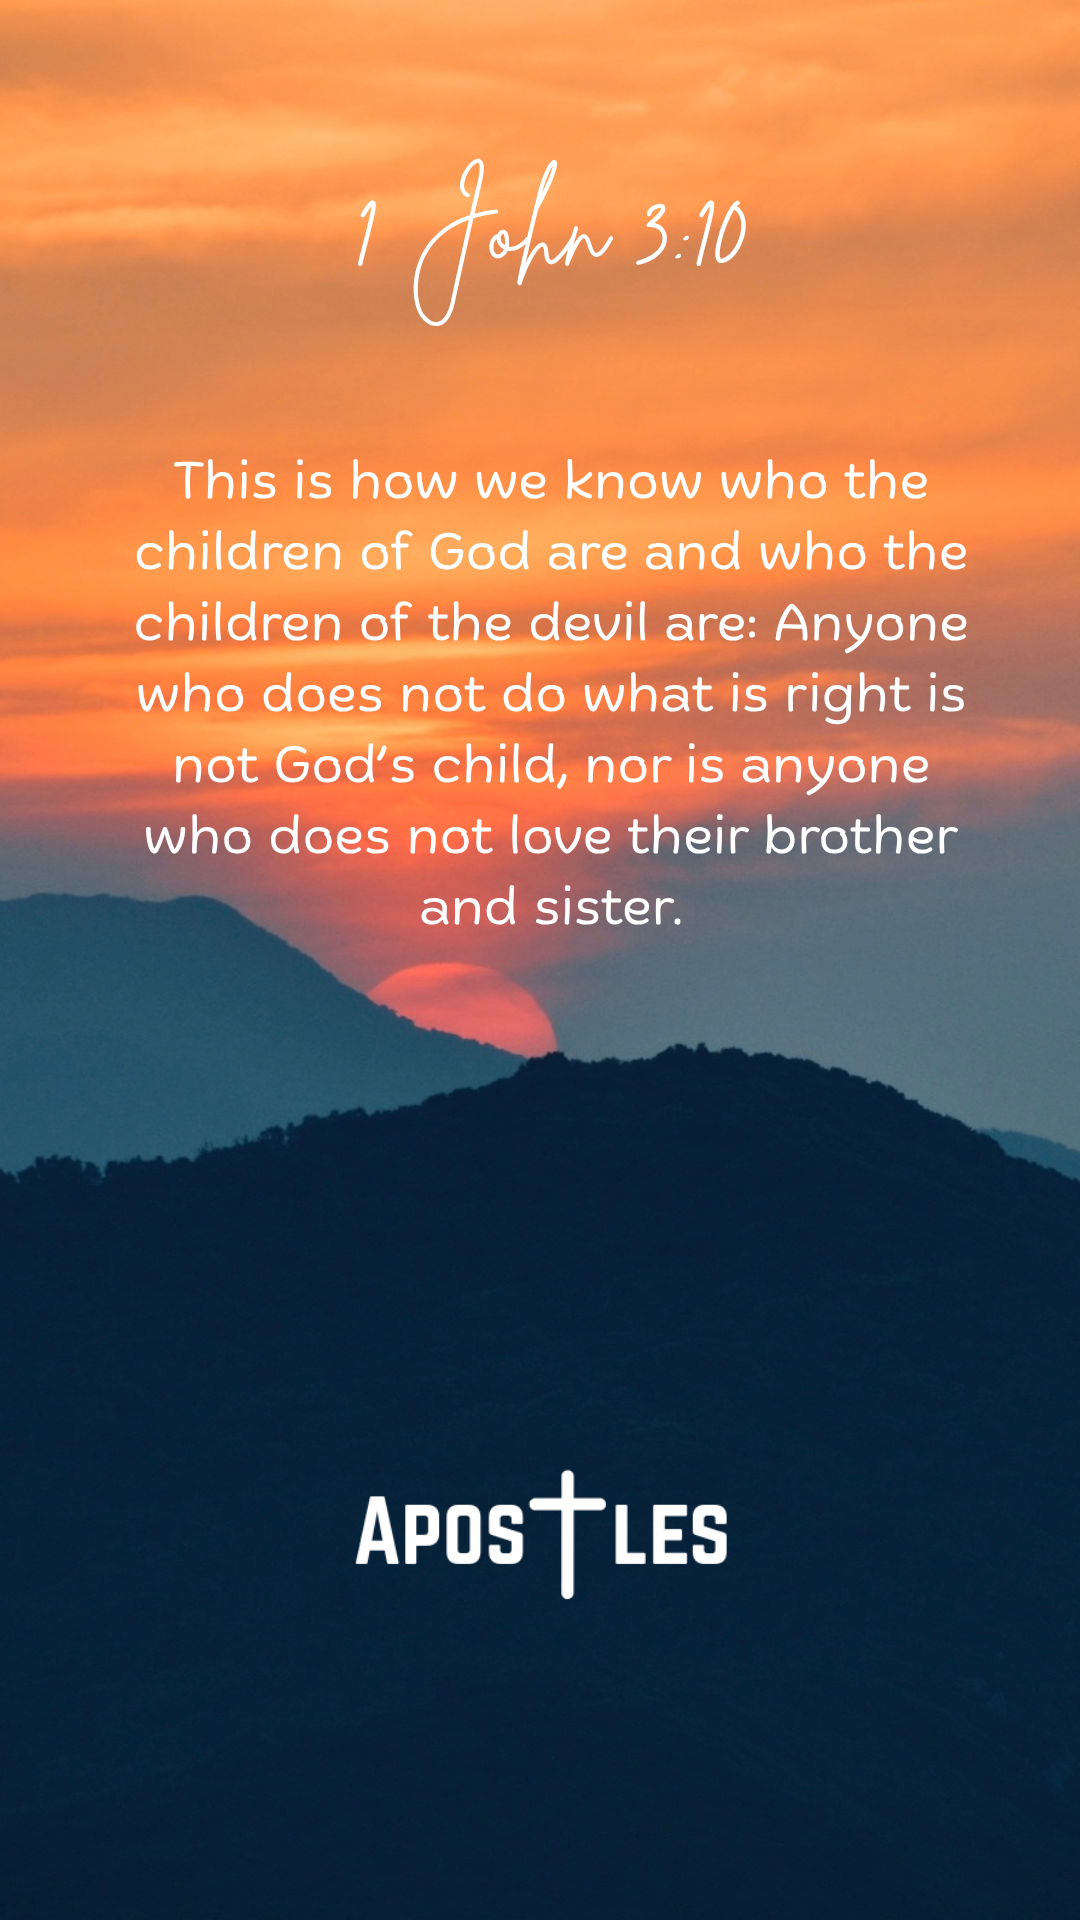 1 John 3:10
This is how we know who the
children of God are and who the
children of the devil are: Anyone
who does not do what is right is
not God’s child, nor is anyone
who does not love their brother
and sister.
APOSTLES